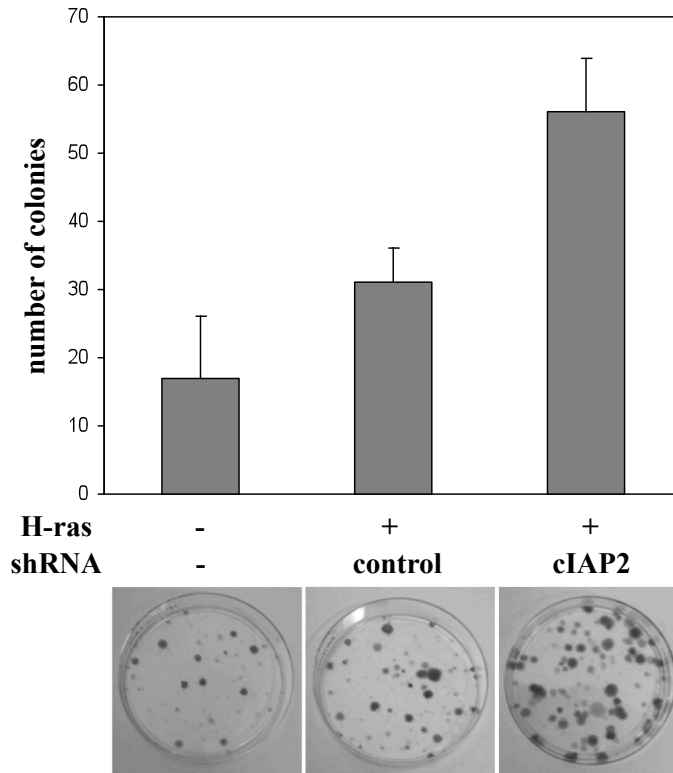 70
60
50
40
30
20
10
0
number of colonies
H-ras - + +
shRNA - control cIAP2